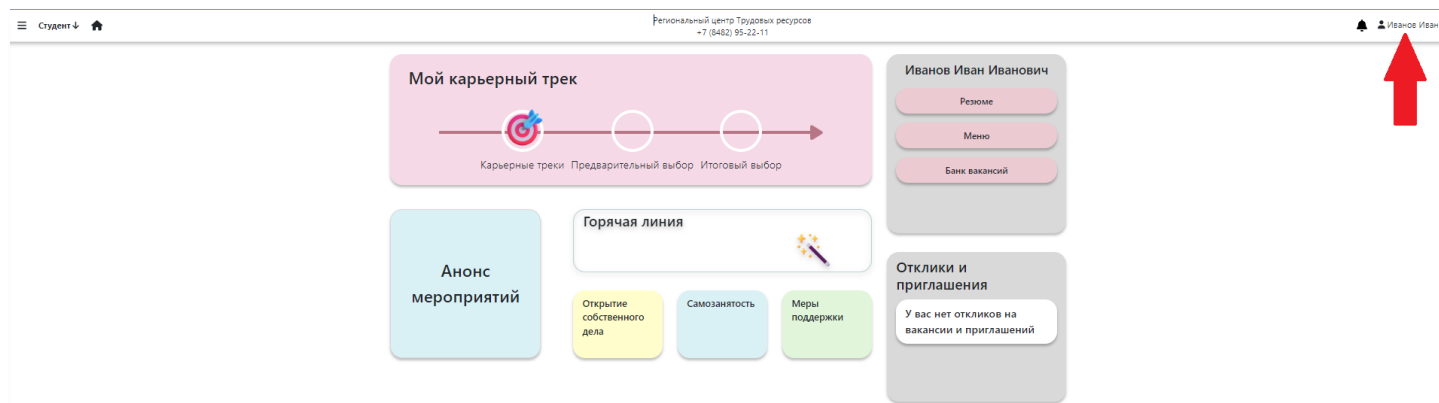 Студент
Региональный центр Трудовых ресурсов
+7 (8482) 95-22-11
Иванов Иван
Мой карьерный трек
Карьерные треки
Предварительный выбор
Итоговый выбор
Иванов Иван Иванович
Резюме
Меню
Банк вакансий
Анонс
мероприятий
Горячая линия
Открытие
собственного
дела
Самозанятость
Меры
поддержки
Отклики и
приглашения
У вас нет откликов на
вакансии и приглашений